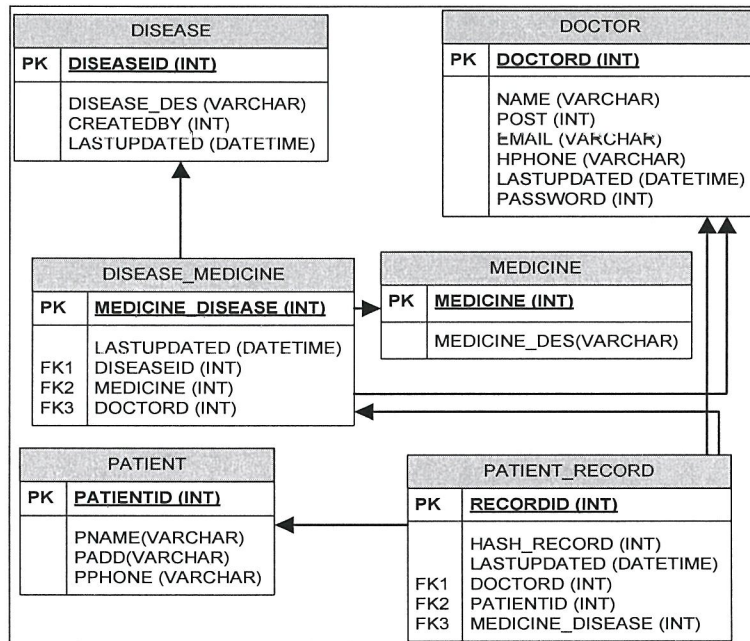 DISEASE
PK DISEASEID (INT)
DISEASE_DES (VARCHAR)
CREATEDBY (INT)
LASTUPDATED (DATETIME)
DOCTOR
PK DOCTORD (INT)
NAME (VARCHAR)
POST (INT)
EMAIL (VARCHAR)
HPHONE (VARCHAR)
LASTUPDATED (DATETIME)
PASSWORD (INT)
DISEASE_MEDICINE
PK MEDICINE_DISEASE (INT)
LASTUPDATED (DATETIME)
FK1 DISEASEID (INT)
FK2 MEDICINE (INT)
FK3 DOCTORD (INT)
MEDICINE
PK MEDICINE (INT)
MEDICINE_DES(VARCHAR)
PATIENT
PK PATIENTID (INT)
PNAME(VARCHAR)
PADD(VARCHAR)
PPHONE (VARCHAR)
PATIENT_RECORD
PK RECORDID (INT)
HASH_RECORD (INT)
LASTUPDATED (DATETIME)
FK1 DOCTORD (INT)
FK2 PATIENTID (INT)
FK3 MEDICINE_DISEASE (INT)